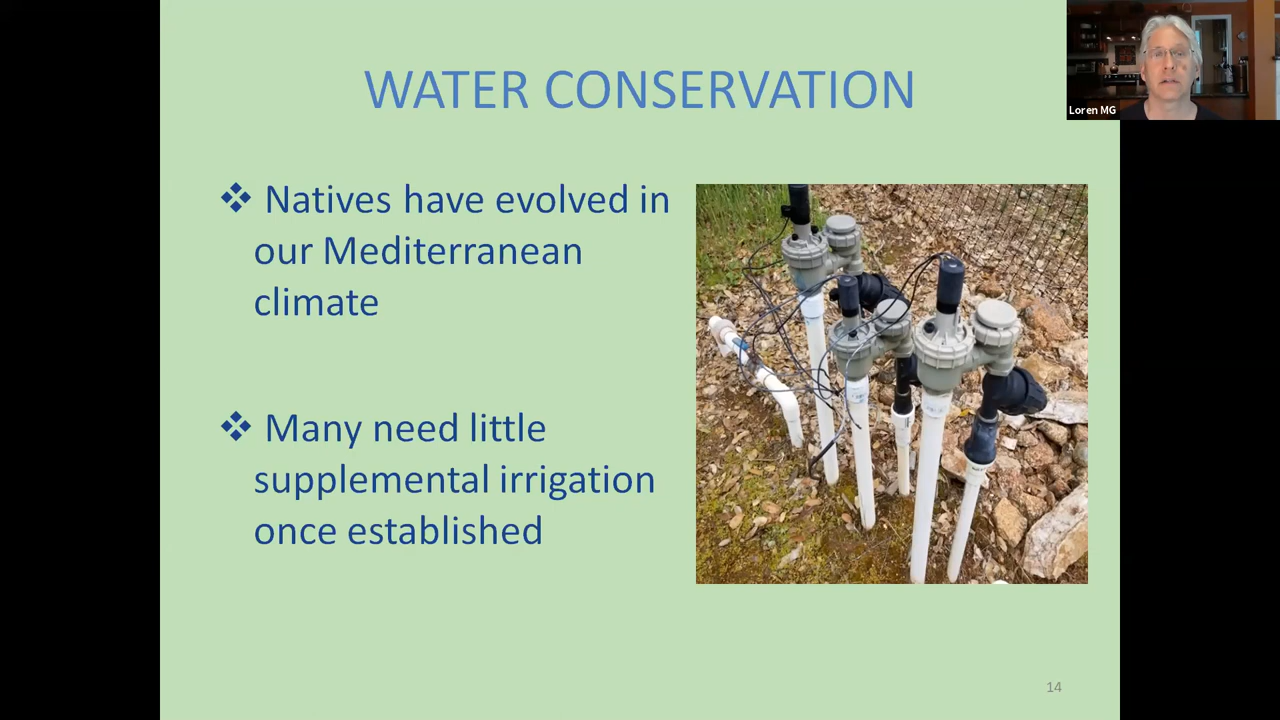 WATER CONSERVATION
Loren MG
❖ Natives have evolved in
our Mediterranean
climate
❖ Many need little
supplemental irrigation
once established
14